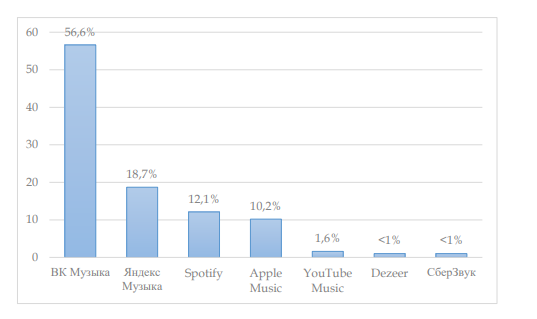 60
50
40
30
20
10
0
56,6%
18,7%
12,1%
10,2%
1,6%
<1%
<1%
ВК Музыка
Яндекс
Музыка
Spotify
Apple
Music
YouTube
Music
Dezeer
СберЗвук